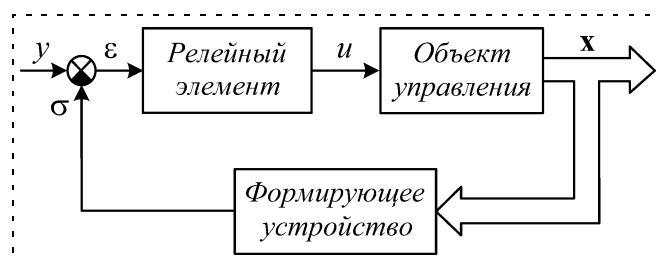 y
ε
Релейный
элемент
u
Объект
управления
x
σ
Формирующее
устройство